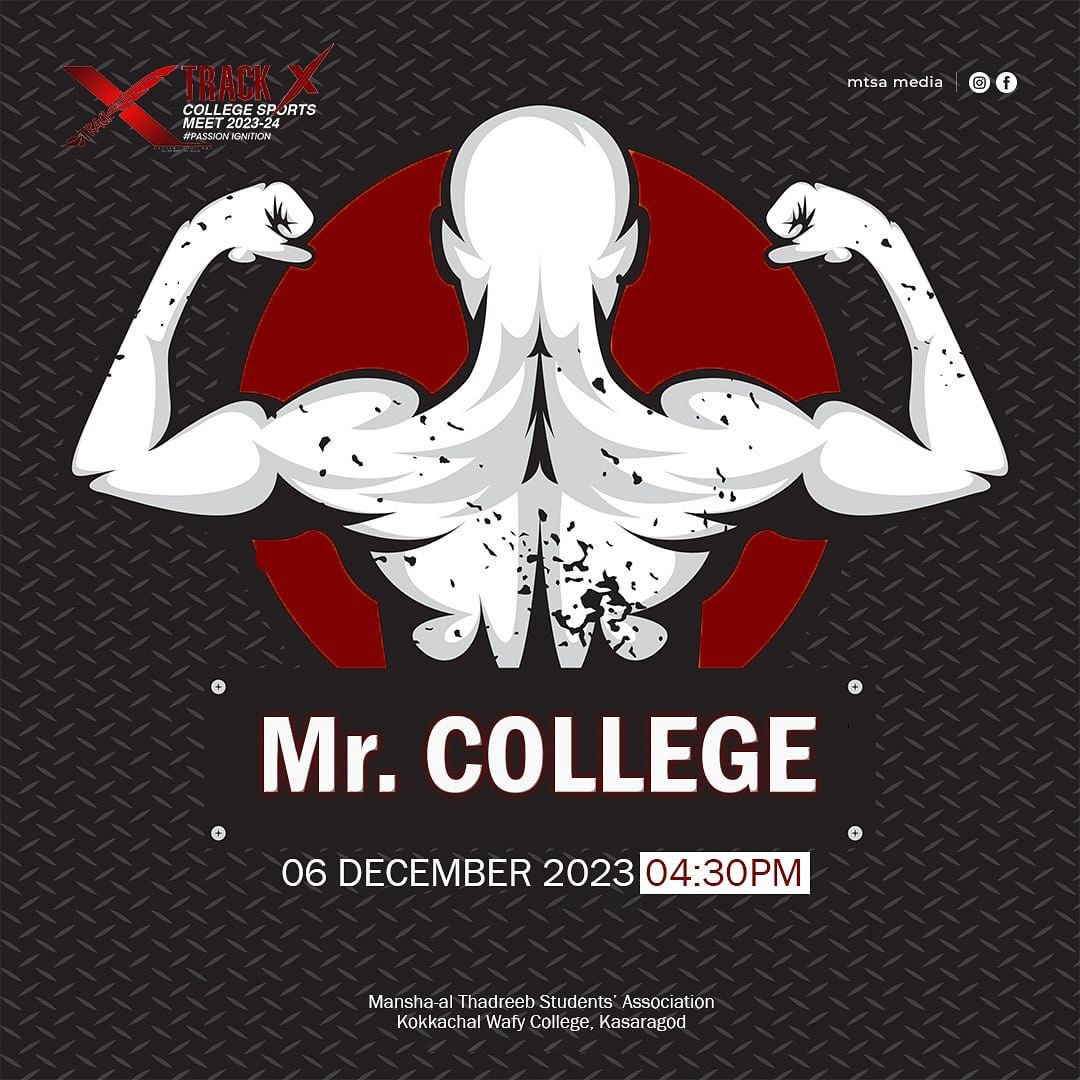 TRACK X
COLLEGE SPORTS
MEET 2023-24
#PASSION IGNITION
TRACK
mtsa media
Mr. COLLEGE
06 DECEMBER 2023 04:30PM
Mansha-al Thadreeb Students’ Association
Kokkachal Wafy College, Kasaragod